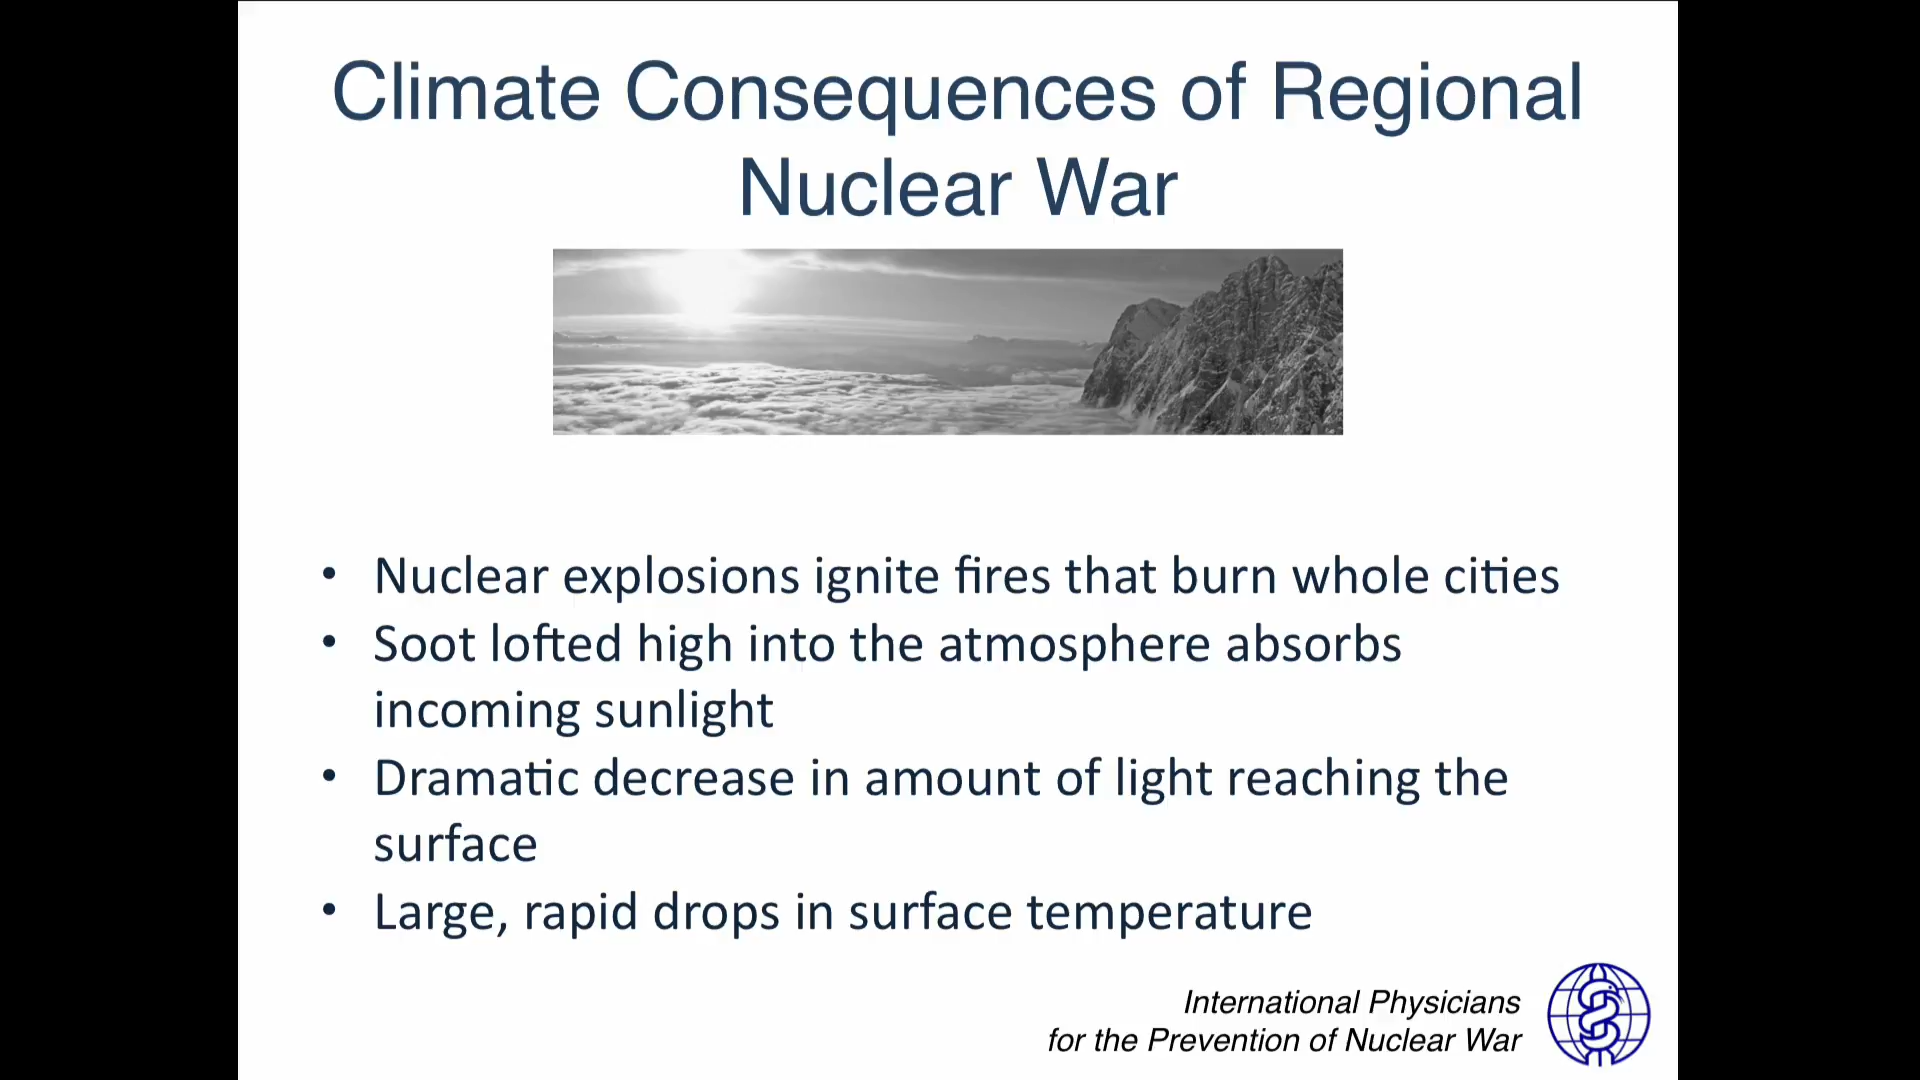 Climate Consequences of Regional
Nuclear War
• Nuclear explosions ignite fires that burn whole cities
• Soot lofted high into the atmosphere absorbs
incoming sunlight
• Dramatic decrease in amount of light reaching the
surface
• Large, rapid drops in surface temperature
International Physicians
for the Prevention of Nuclear War